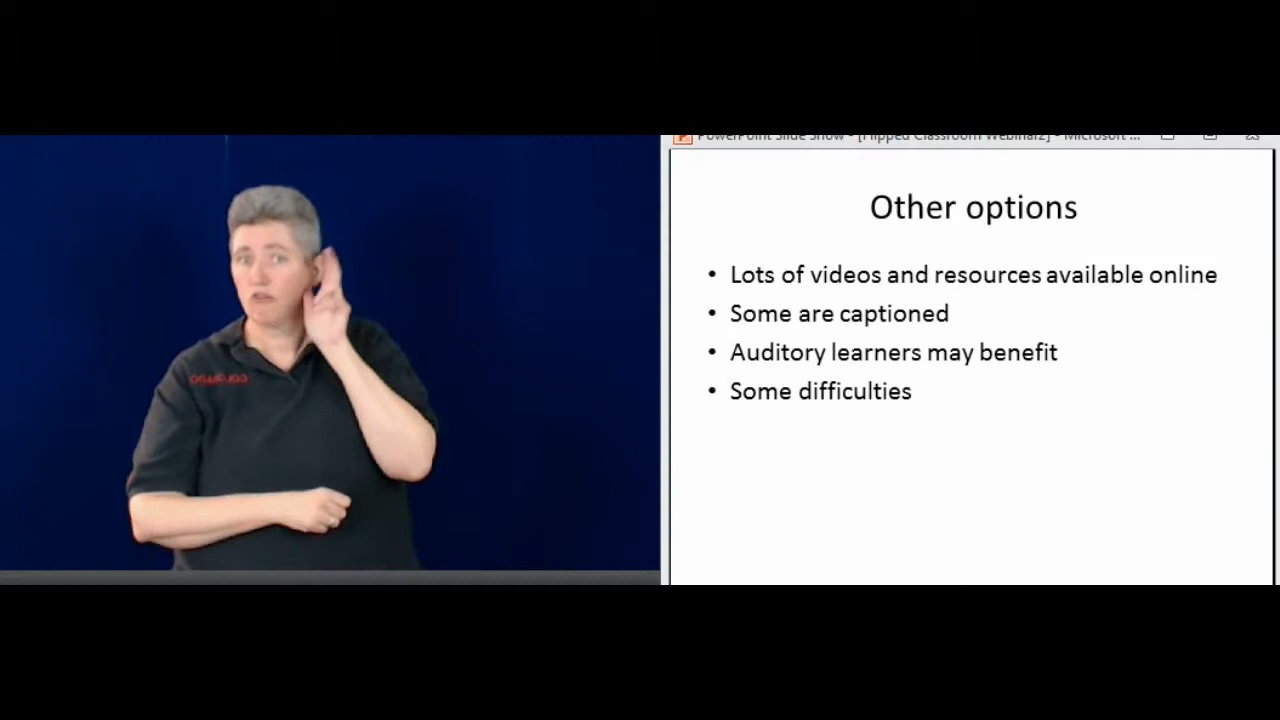 PowerPoint Slide Show - [Flipped Classroom Webinar2] - Microsoft ...
Other options
• Lots of videos and resources available online
• Some are captioned
• Auditory learners may benefit
• Some difficulties